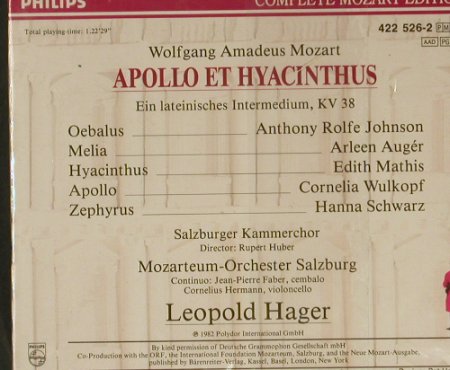 PHILIPS
COMPLETE MOZART EDITION
Total playing-time: 1.22'29"
422 526-2
AAD
Wolfgang Amadeus Mozart
APOLLO ET HYACINTHUS
Ein lateinisches Intermedium, KV 38
Oebalus Anthony Rolfe Johnson
Melia Arleen Augér
Hyacinthus Edith Mathis
Apollo Cornelia Wulkopf
Zephyrus Hanna Schwarz
Salzburger Kammerchor
Director: Rupert Huber
Mozarteum-Orchester Salzburg
Continuo: Jean-Pierre Faber, cembalo
Cornelius Hermann, violoncello
Leopold Hager
℗ 1982 Polydor International GmbH
By kind permission of Deutsche Grammophon Gesellschaft mbH
Co-Production with the ORF, the International Foundation Mozarteum, Salzburg, and the Neue Mozart-Ausgabe,
published by Bärenreiter-Verlag, Kassel, Basel, London, New York
PHILIPS